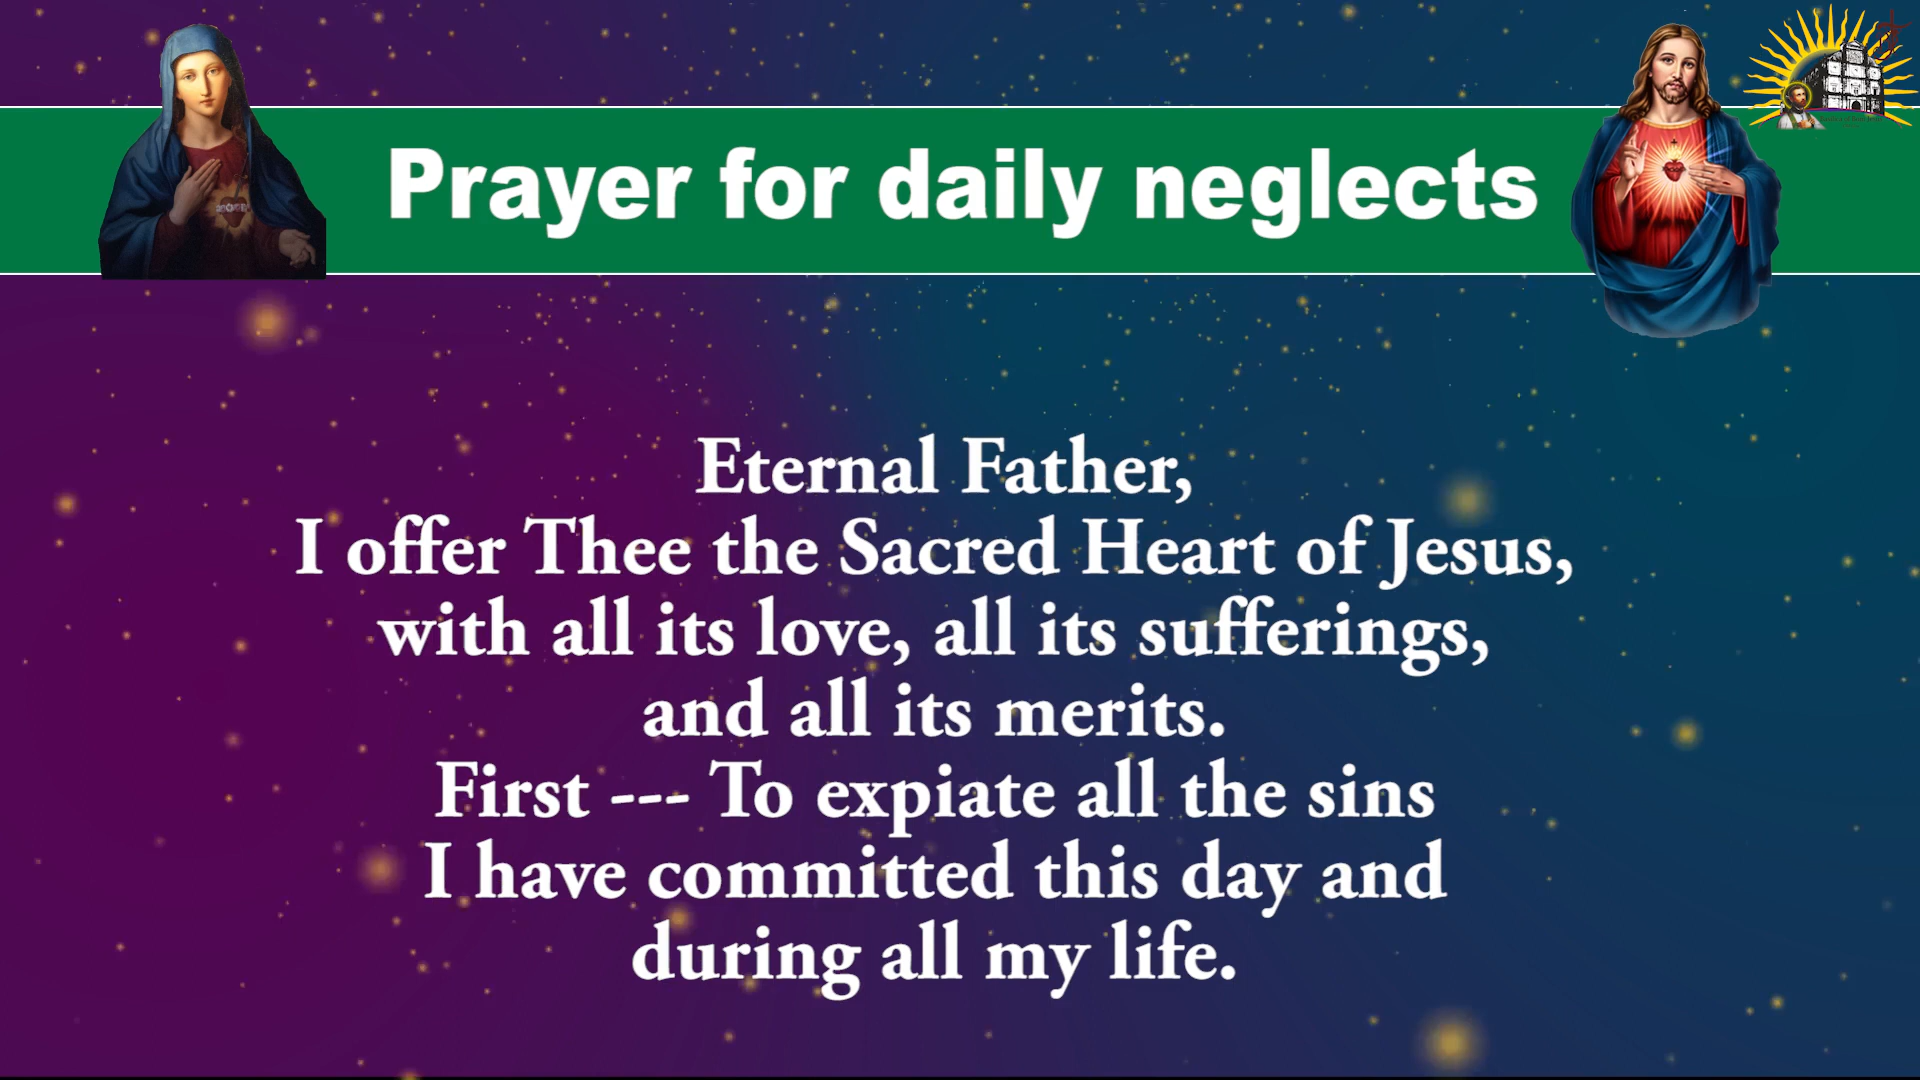 Prayer for daily neglects
Eternal Father,
I offer Thee the Sacred Heart of Jesus,
with all its love, all its sufferings,
and all its merits.
First --- To expiate all the sins
I have committed this day and
during all my life.